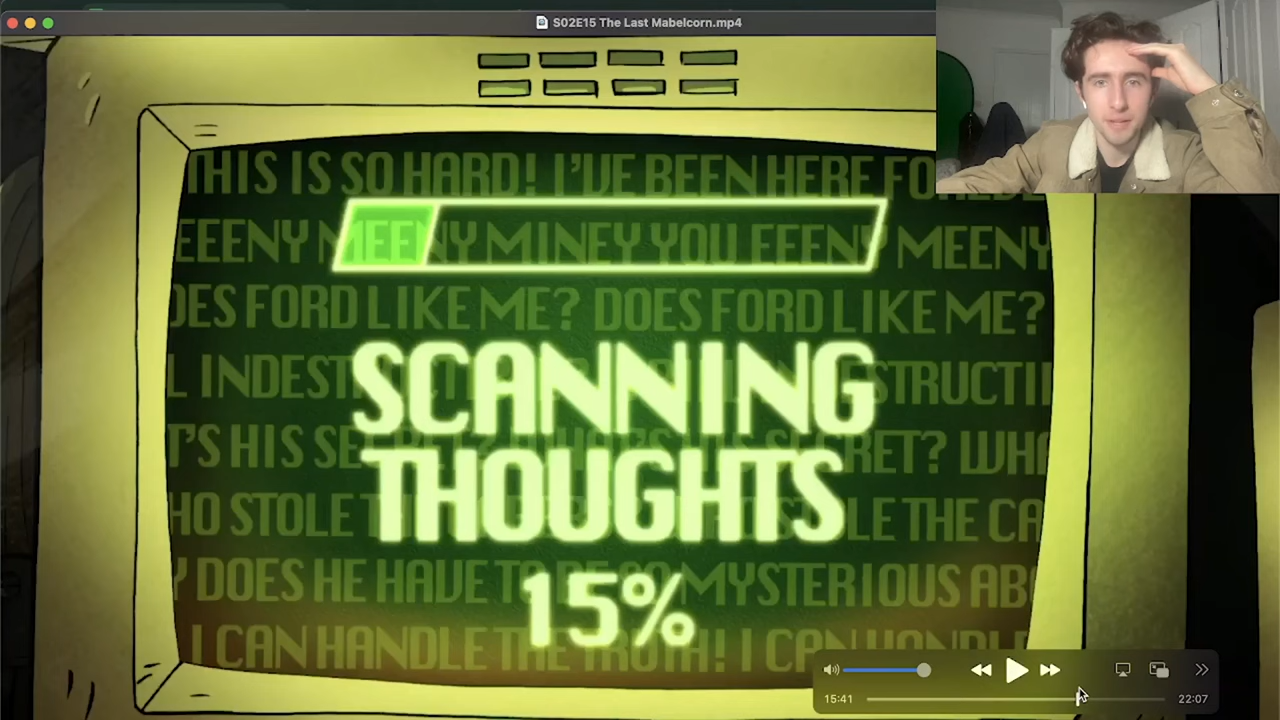 S02E15 The Last Mabelcorn.mp4
THIS IS SO HARD! I'VE BEEN HERE
EEENY MEENY MINEY YOU EEENY MEENY
DOES FORD LIKE ME? DOES FORD LIKE ME?
SCANNING
THOUGHTS
15%
DOES HE HAVE TO BE SO MYSTERIOUS
I CAN HANDLE THE TRUTH! I CAN HANDLE
15:41
22:07